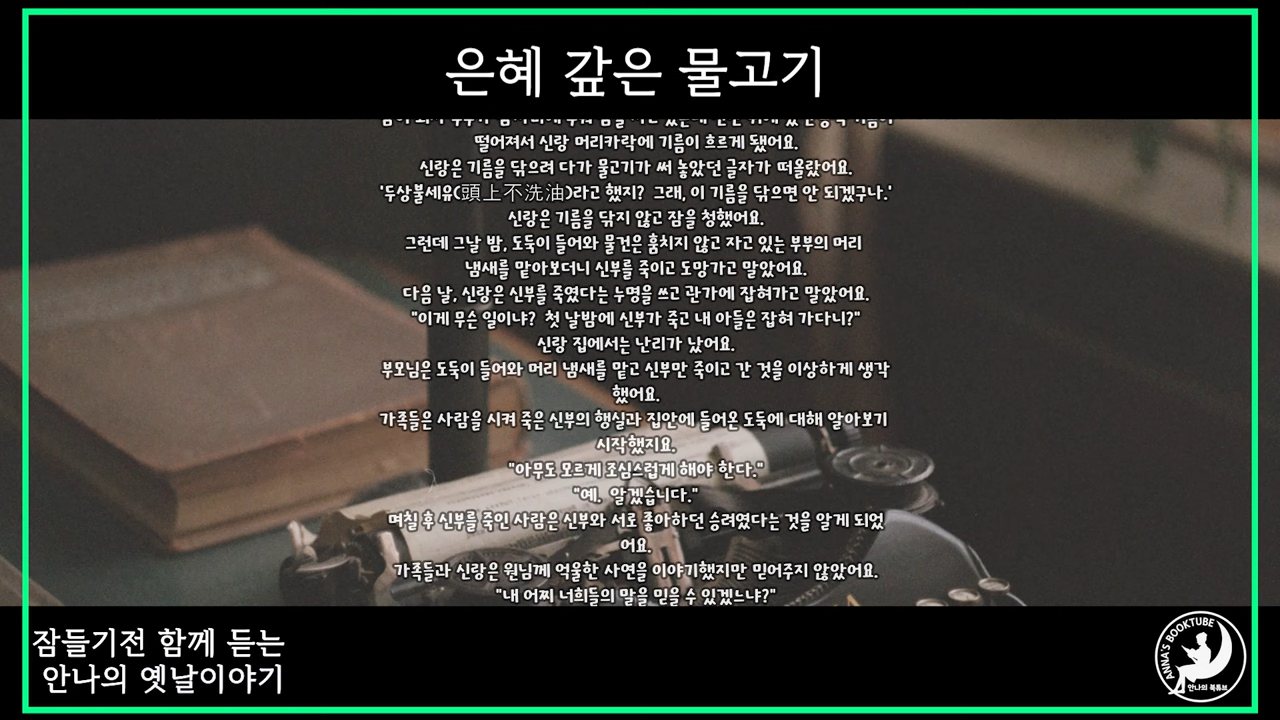 은혜 갚은 물고기
떨어져서 신랑 머리카락에 기름이 흐르게 됐어요.
신랑은 기름을 닦으려 다가 물고기가 써 놓았던 글자가 떠올랐어요.
'두상불세유(頭上不洗油)라고 했지? 그래, 이 기름을 닦으면 안 되겠구나.'
신랑은 기름을 닦지 않고 잠을 청했어요.
그런데 그날 밤, 도둑이 들어와 물건은 훔치지 않고 자고 있는 부부의 머리
냄새를 맡아보더니 신부를 죽이고 도망가고 말았어요.
다음 날, 신랑은 신부를 죽였다는 누명을 쓰고 관가에 잡혀가고 말았어요.
"이게 무슨 일이냐? 첫 날밤에 신부가 죽고 내 아들은 잡혀 가다니?"
신랑 집에서는 난리가 났어요.
부모님은 도둑이 들어와 머리 냄새를 맡고 신부만 죽이고 간 것을 이상하게 생각
했어요.
가족들은 사람을 시켜 죽은 신부의 행실과 집안에 들어온 도둑에 대해 알아보기
시작했지요.
"아무도 모르게 조심스럽게 해야 한다."
"예. 알겠습니다."
며칠 후 신부를 죽인 사람은 신부와 서로 좋아하던 승려였다는 것을 알게 되었
어요.
가족들과 신랑은 원님께 억울한 사연을 이야기했지만 믿어주지 않았어요.
"내 어찌 너희들의 말을 믿을 수 있겠느냐?"
잠들기전 함께 듣는
안나의 옛날이야기
ANNA'S BOOKTUBE
안나의 북튜브